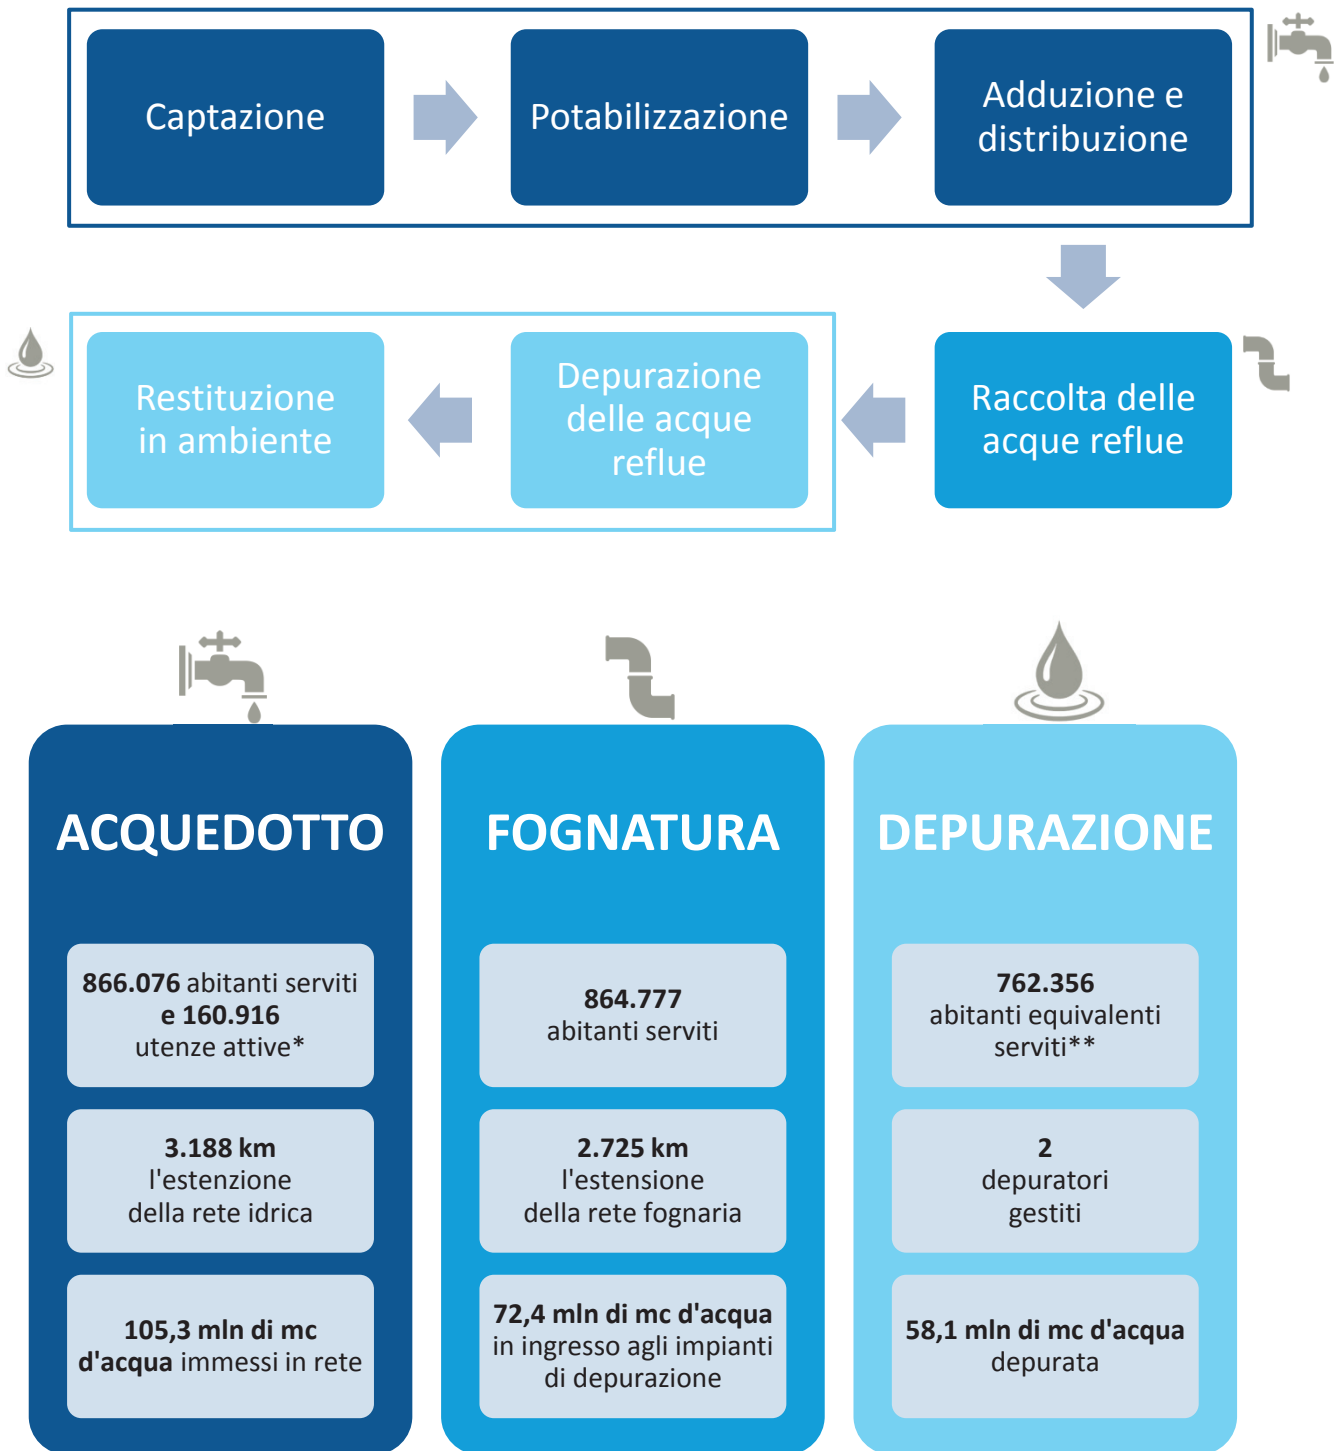 Captazione
Potabilizzazione
Adduzione e
distribuzione
Restituzione
in ambiente
Depurazione
delle acque
reflue
Raccolta delle
acque reflue
ACQUEDOTTO
866.076 abitanti serviti
e 160.916
utenze attive*
3.188 km
l'estenzione
della rete idrica
105,3 mln di mc
d'acqua immessi in rete
FOGNATURA
864.777
abitanti serviti
2.725 km
l'estensione
della rete fognaria
72,4 mln di mc d'acqua
in ingresso agli impianti
di depurazione
DEPURAZIONE
762.356
abitanti equivalenti
serviti**
2
depuratori
gestiti
58,1 mln di mc d'acqua
depurata